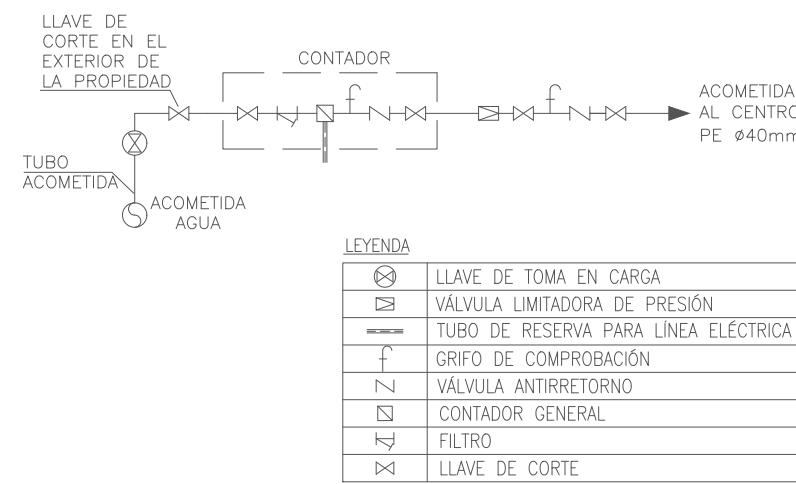 LLAVE DE
CORTE EN EL
EXTERIOR DE
LA PROPIEDAD
CONTADOR
ACOMETIDA
AL CENTRO
PE Ø40mm
TUBO
ACOMETIDA
ACOMETIDA
AGUA
LEYENDA
LLAVE DE TOMA EN CARGA
VÁLVULA LIMITADORA DE PRESIÓN
TUBO DE RESERVA PARA LÍNEA ELÉCTRICA
GRIFO DE COMPROBACIÓN
VÁLVULA ANTIRRETORNO
CONTADOR GENERAL
FILTRO
LLAVE DE CORTE